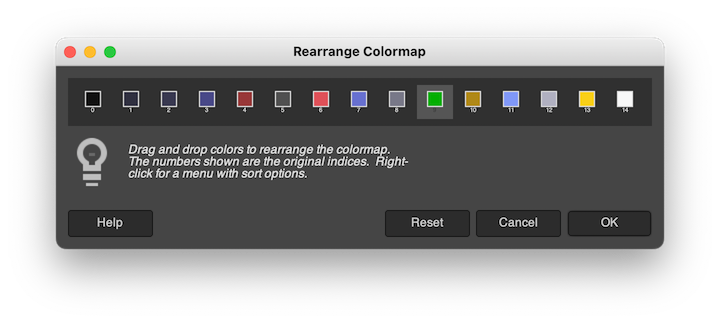 Rearrange Colormap
0 1 2 3 4 5 6 7 8 10 11 12 13 14
Drag and drop colors to rearrange the colormap.
The numbers shown are the original indices. Right-
click for a menu with sort options.
Help Reset Cancel OK